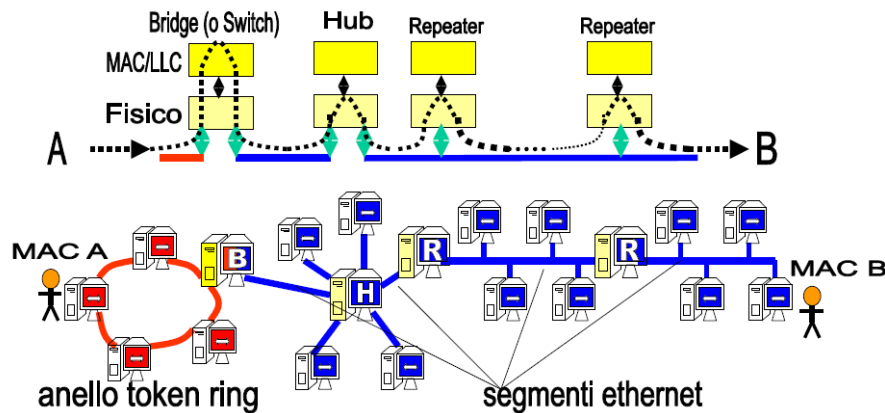 Bridge (o Switch)
Hub
Repeater
Repeater
MAC/LLC
Fisico
A
B
MAC A
B
H
R
R
MAC B
anello token ring
segmenti ethernet